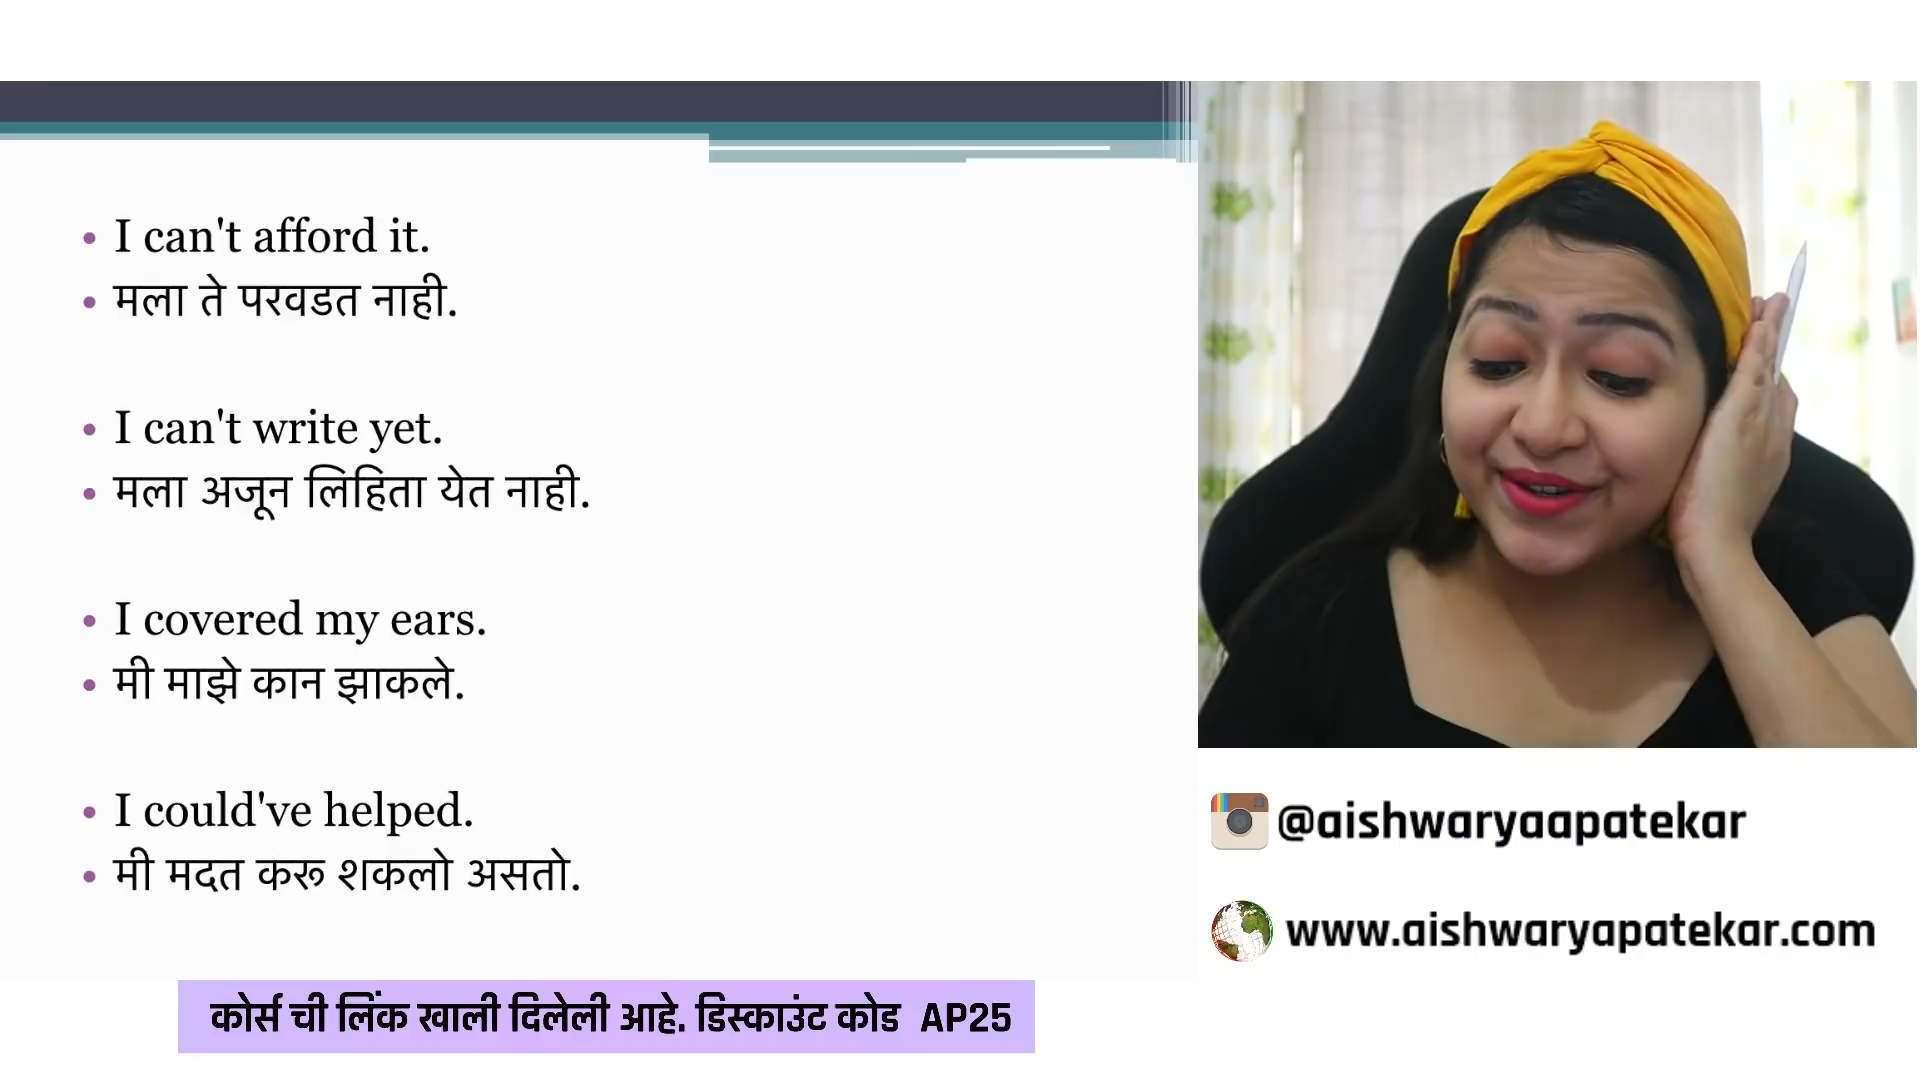 I can't afford it.
मला ते परवडत नाही.
I can't write yet.
मला अजून लिहिता येत नाही.
I covered my ears.
मी माझे कान झाकले.
I could've helped.
मी मदत करू शकलो असतो.
@aishwaryaapatekar
www.aishwaryapatekar.com
कोर्स ची लिंक खाली दिलेली आहे. डिस्काउंट कोड AP25